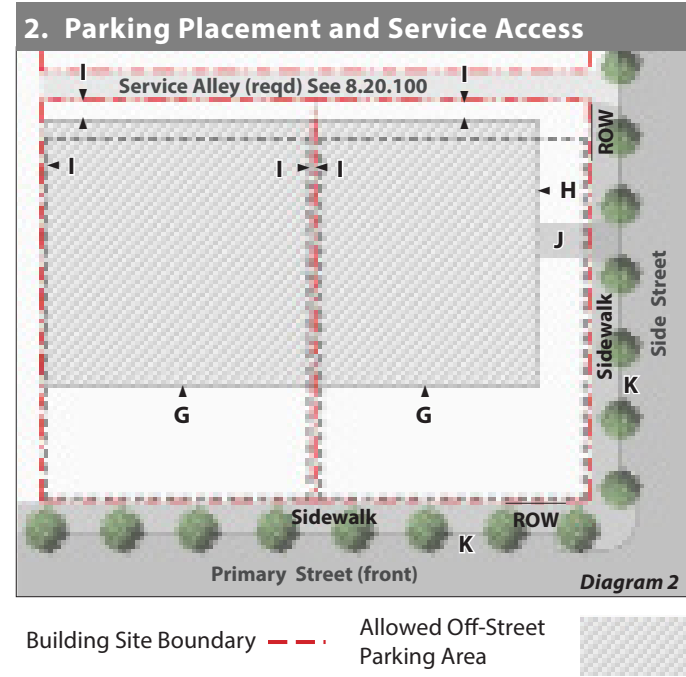 2. Parking Placement and Service Access
I
I
Service Alley (reqd) See 8.20.100
ROW
I
I
I
H
J
Sidewalk
Side Street
K
G
G
Sidewalk
ROW
K
Primary Street (front)
Diagram 2
Building Site Boundary
Allowed Off-Street
Parking Area